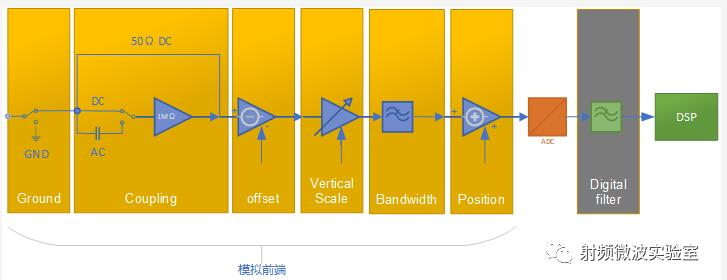 50Ω DC
DC
AC
GND
1MΩ
+
-
+
+
ADC
DSP
Ground
Coupling
offset
Vertical
Scale
Bandwidth
Position
Digital
filter
模拟前端
射频微波实验室